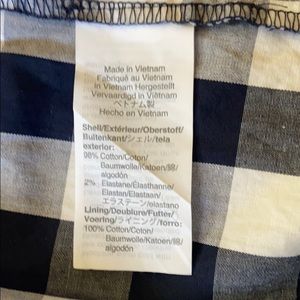 Made in Vietnam
Fabriqué au Vietnam
In Vietnam Hergestellt
Vervaardigd in Vietnam
ベトナム製
Hecho en Vietnam
Shell/Extérieur/Oberstoff/
Buitenkant/シェル/tela
exterior:
98% Cotton/Coton/
Baumwolle/Katoen/綿/
algodón
2% Elastane/Élasthanne/
Elastan/Elastaan/
エラステーン/elastano
Lining/Doublure/Futter/
Voering/ライニング/forro:
100% Cotton/Coton/
Baumwolle/Katoen/綿/
algodón